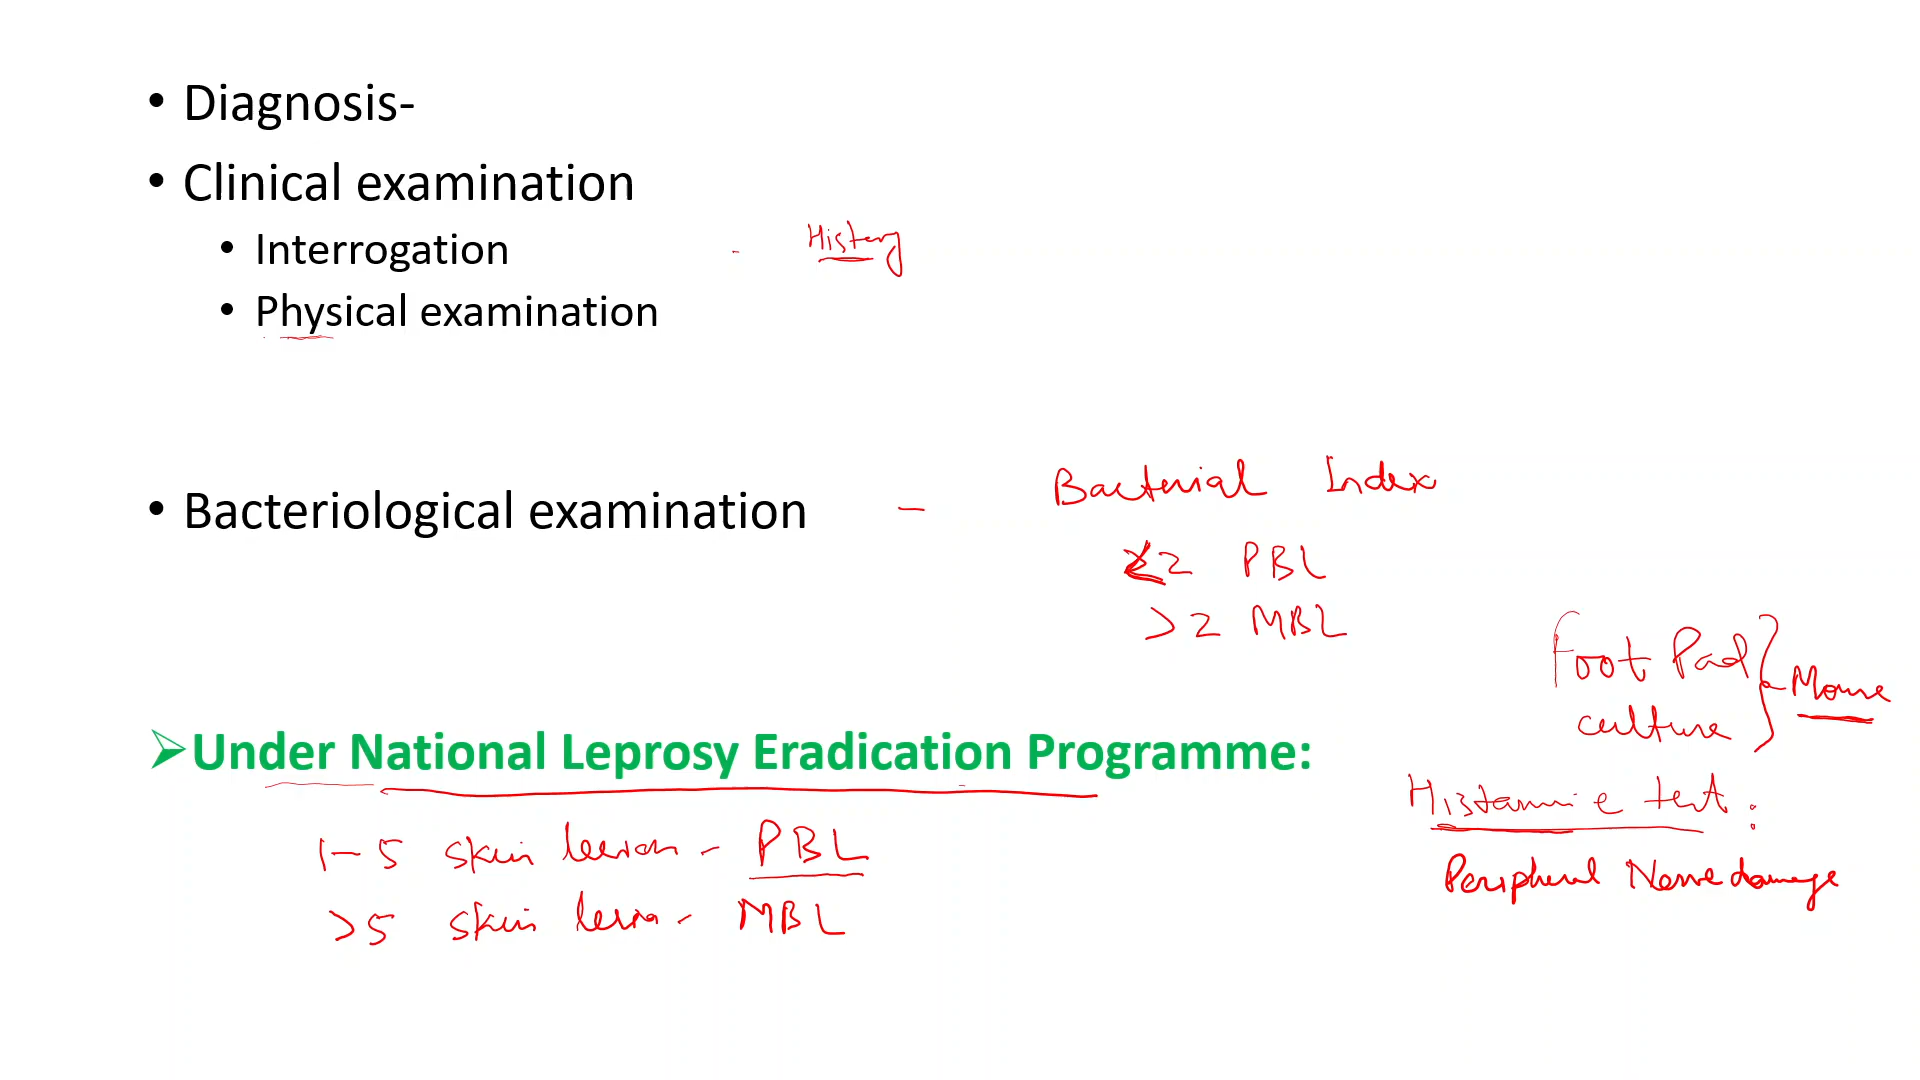 • Diagnosis-
• Clinical examination
• Interrogation - History
• Physical examination
• Bacteriological examination - Bacterial Index
<2 PBL
>2 MBL
Foot Pad
culture } Mouse
➢Under National Leprosy Eradication Programme:
Histamine test:
Peripheral Nerve damage
1-5 skin lesion - PBL
>5 skin lesion - MBL